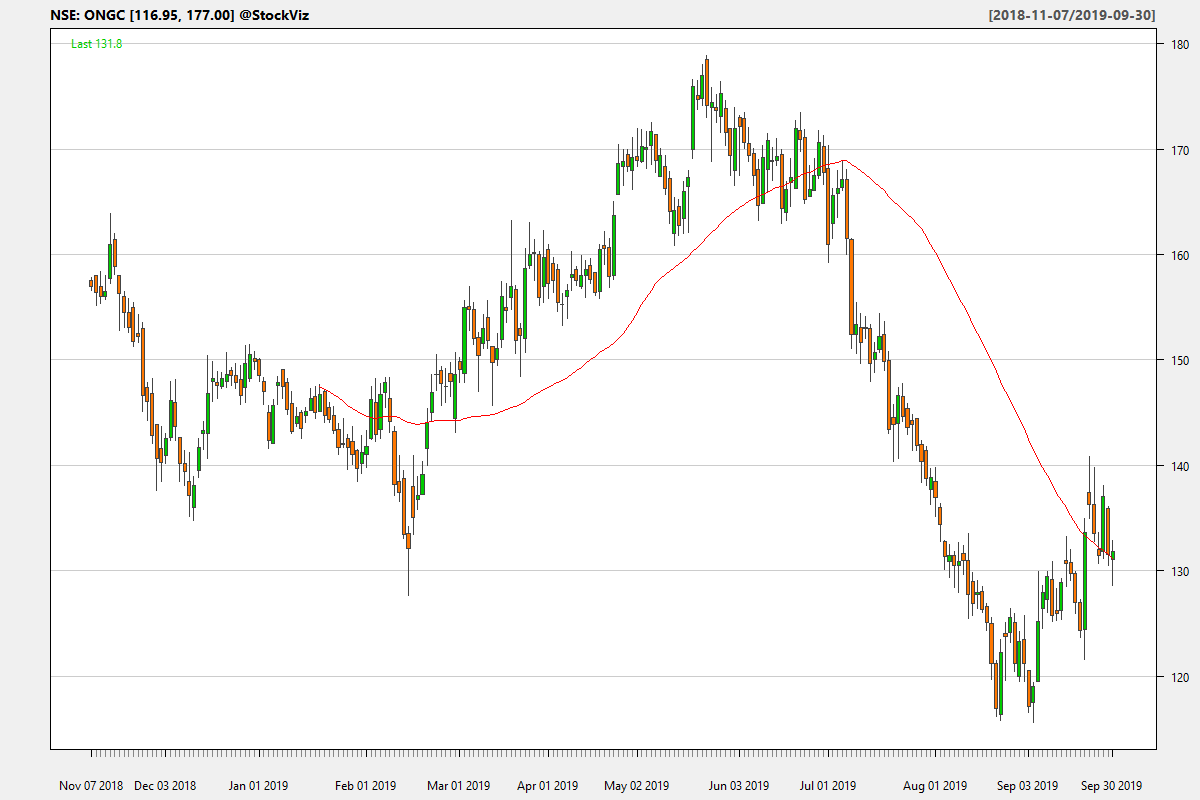 NSE: ONGC [116.95, 177.00] @StockViz [2018-11-07/2019-09-30]
Last 131.8
180
170
160
150
140
130
120
Nov 07 2018 Dec 03 2018 Jan 01 2019 Feb 01 2019 Mar 01 2019 Apr 01 2019 May 02 2019 Jun 03 2019 Jul 01 2019 Aug 01 2019 Sep 03 2019 Sep 30 2019